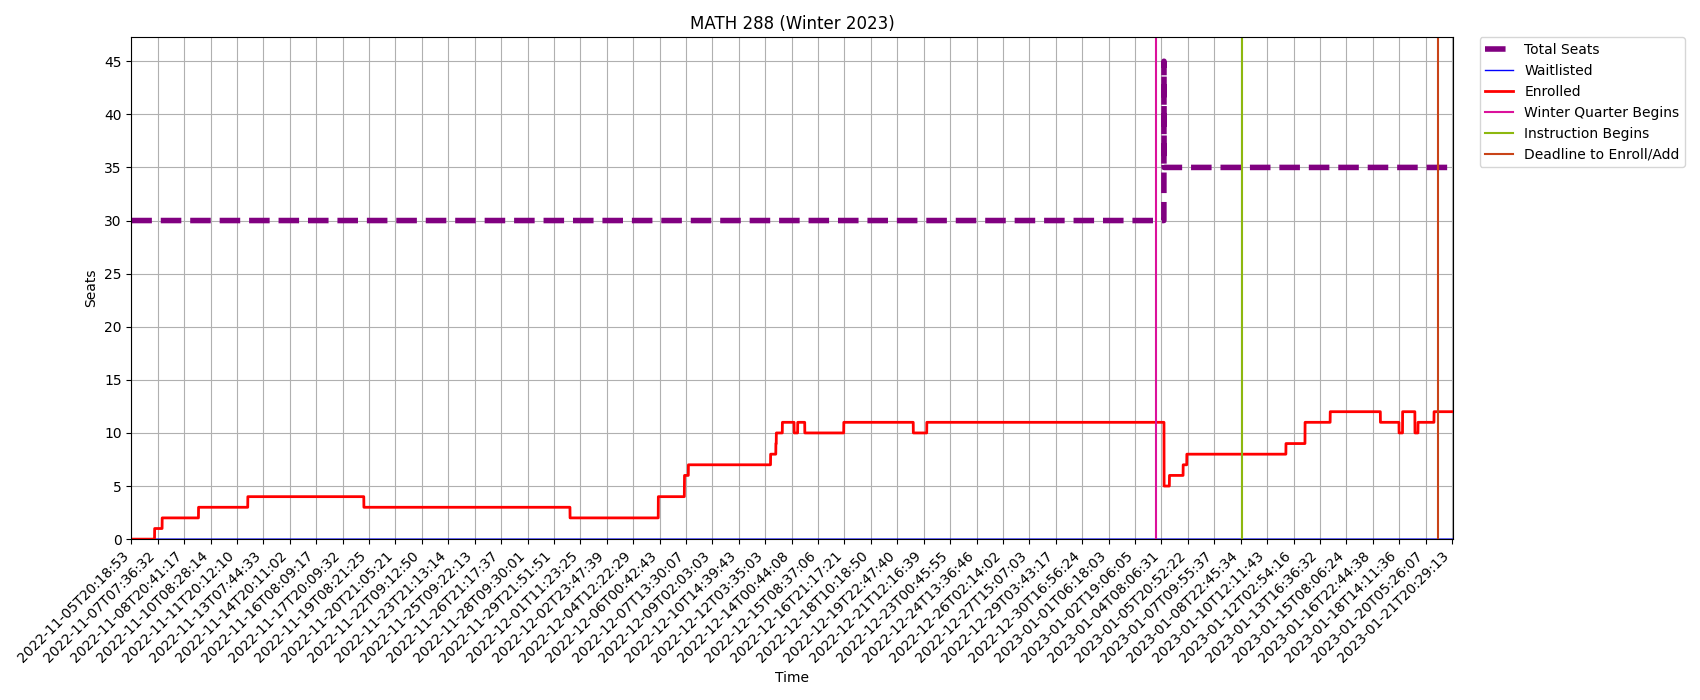 MATH 288 (Winter 2023)
Total Seats
Waitlisted
Enrolled
Winter Quarter Begins
Instruction Begins
Deadline to Enroll/Add
Seats
45
40
35
30
25
20
15
10
5
0
2022-11-05T20:18:53
2022-11-07T07:36:32
2022-11-08T20:41:17
2022-11-10T08:28:14
2022-11-11T20:12:10
2022-11-13T07:44:33
2022-11-14T20:11:02
2022-11-16T08:09:17
2022-11-17T20:09:32
2022-11-19T08:21:25
2022-11-20T21:05:21
2022-11-22T09:12:50
2022-11-23T21:13:14
2022-11-25T09:22:13
2022-11-26T21:17:37
2022-11-28T09:30:01
2022-11-29T21:51:51
2022-12-01T11:23:25
2022-12-02T23:47:39
2022-12-04T12:22:29
2022-12-06T00:42:43
2022-12-07T13:30:07
2022-12-09T02:03:03
2022-12-10T14:39:43
2022-12-12T03:35:03
2022-12-14T00:44:08
2022-12-15T08:37:06
2022-12-16T21:17:21
2022-12-18T10:18:50
2022-12-19T22:47:40
2022-12-21T12:16:39
2022-12-23T00:45:55
2022-12-24T13:36:46
2022-12-26T02:14:02
2022-12-27T15:07:03
2022-12-29T03:43:17
2022-12-30T16:56:24
2023-01-01T06:18:03
2023-01-02T19:06:05
2023-01-04T08:06:31
2023-01-05T20:52:22
2023-01-07T09:55:37
2023-01-08T22:45:34
2023-01-10T12:11:43
2023-01-12T02:54:16
2023-01-13T16:36:32
2023-01-15T08:06:24
2023-01-16T22:44:38
2023-01-18T14:11:36
2023-01-20T05:26:07
2023-01-21T20:29:13
Time